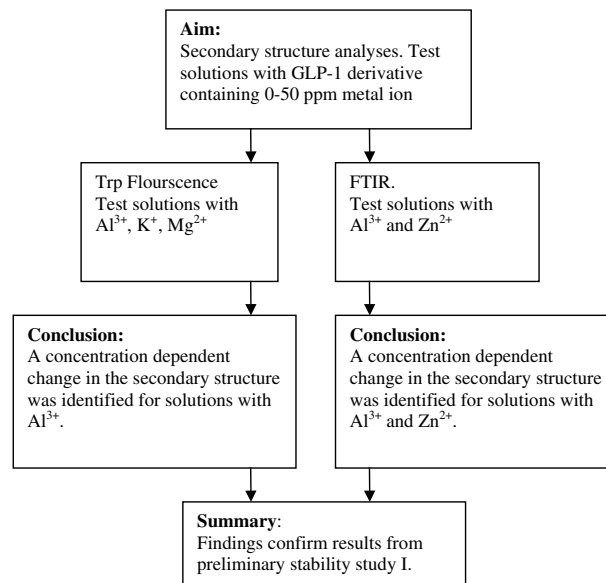 Aim:
Secondary structure analyses. Test
solutions with GLP-1 derivative
containing 0-50 ppm metal ion
Trp Flourscence
Test solutions with
Al³⁺, K⁺, Mg²⁺
FTIR.
Test solutions with
Al³⁺ and Zn²⁺
Conclusion:
A concentration dependent
change in the secondary structure
was identified for solutions with
Al³⁺.
Conclusion:
A concentration dependent
change in the secondary structure
was identified for solutions with
Al³⁺ and Zn²⁺.
Summary:
Findings confirm results from
preliminary stability study I.